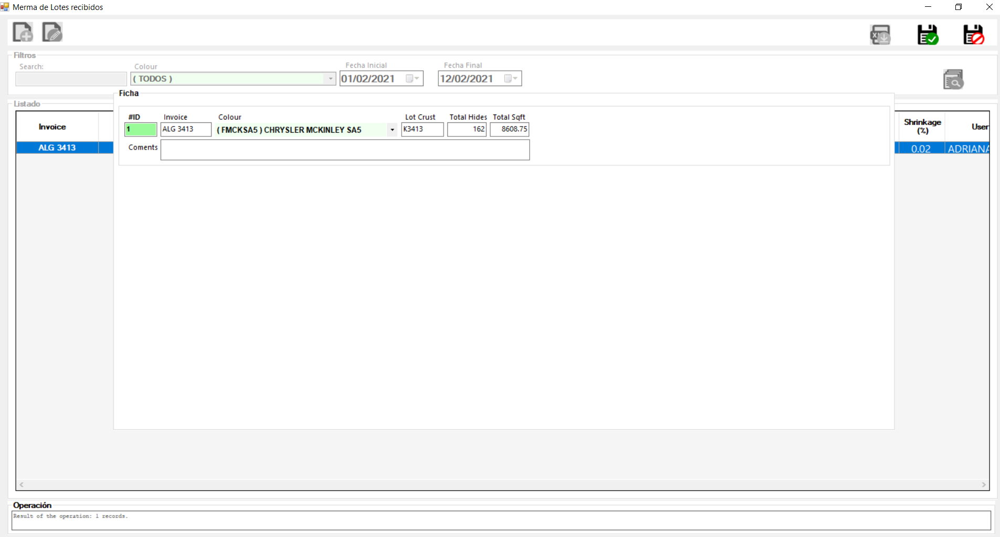 Merma de Lotes recibidos
Filtros
Search:
Colour
Fecha Inicial
Fecha Final
( TODOS )
01/02/2021
12/02/2021
Ficha
Listado
#ID
Invoice
Colour
Lot Crust
Total Hides
Total Sqft
1
ALG 3413
( FMCKSA5 ) CHRYSLER MCKINLEY SA5
K3413
162
8608.75
Coments
Invoice
Shrinkage
(%)
User
ALG 3413
0.02
ADRIANA
Operación
Result of the operation: 1 records.